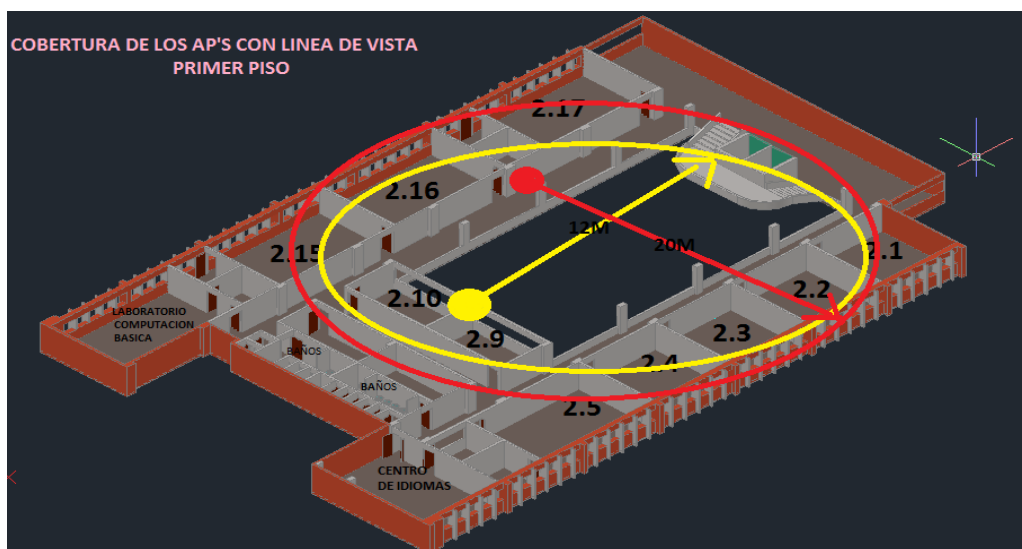 COBERTURA DE LOS AP'S CON LINEA DE VISTA
PRIMER PISO
2.17
2.16
2.15
12M
20M
2.1
2.2
2.10
2.3
2.9
2.4
2.5
LABORATORIO
COMPUTACION
BASICA
BAÑOS
BAÑOS
CENTRO
DE IDIOMAS